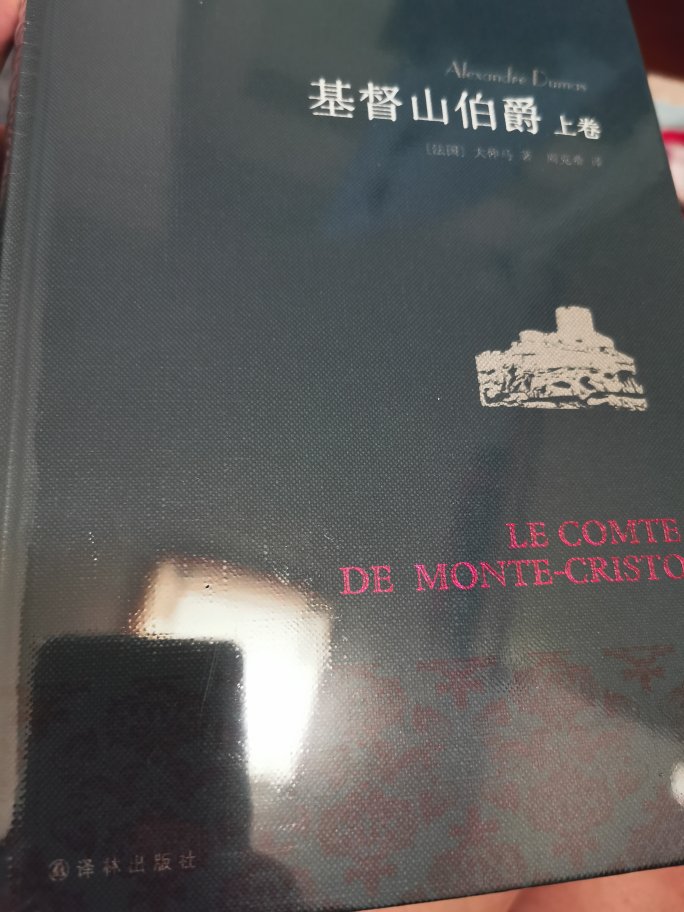 Alexandre Dumas
基督山伯爵 上卷
〔法国〕 大仲马 著 周克希 译
LE COMTE
DE MONTE-CRISTO
译林出版社